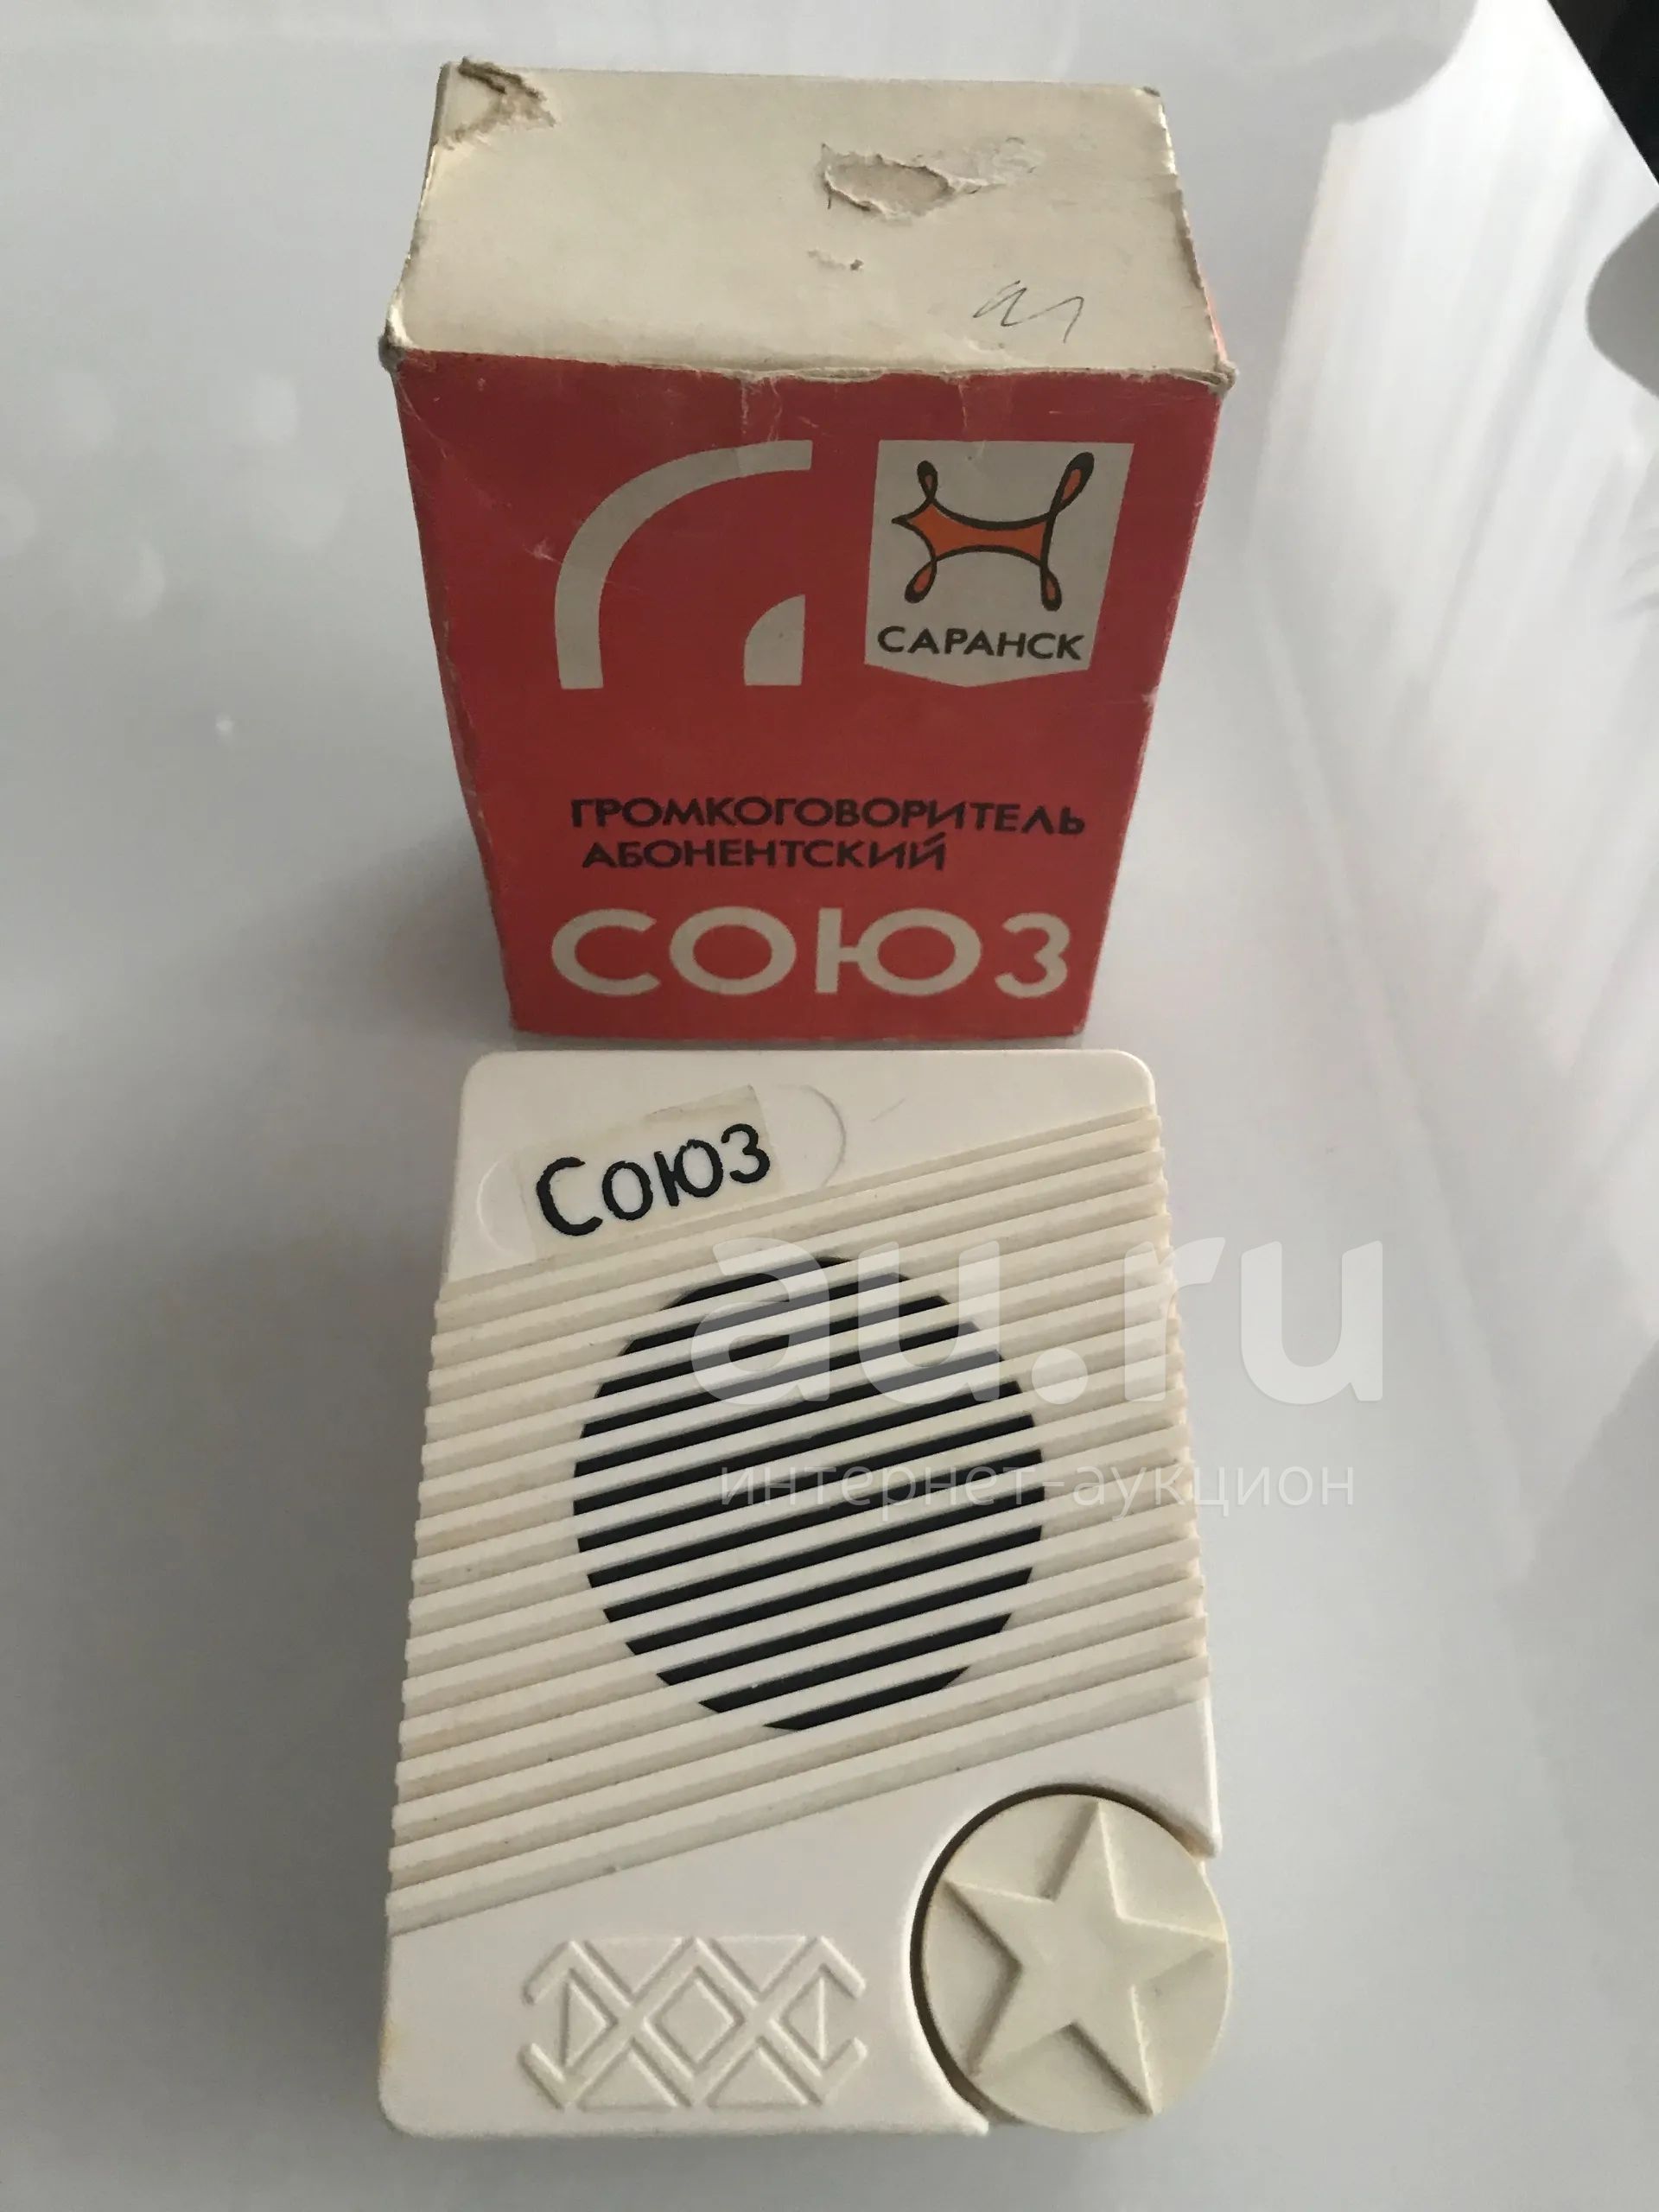 САРАНСК
ГРОМКОГОВОРИТЕЛЬ
АБОНЕНТСКИЙ
СОЮЗ
Союз
au.ru
интернет-аукцион